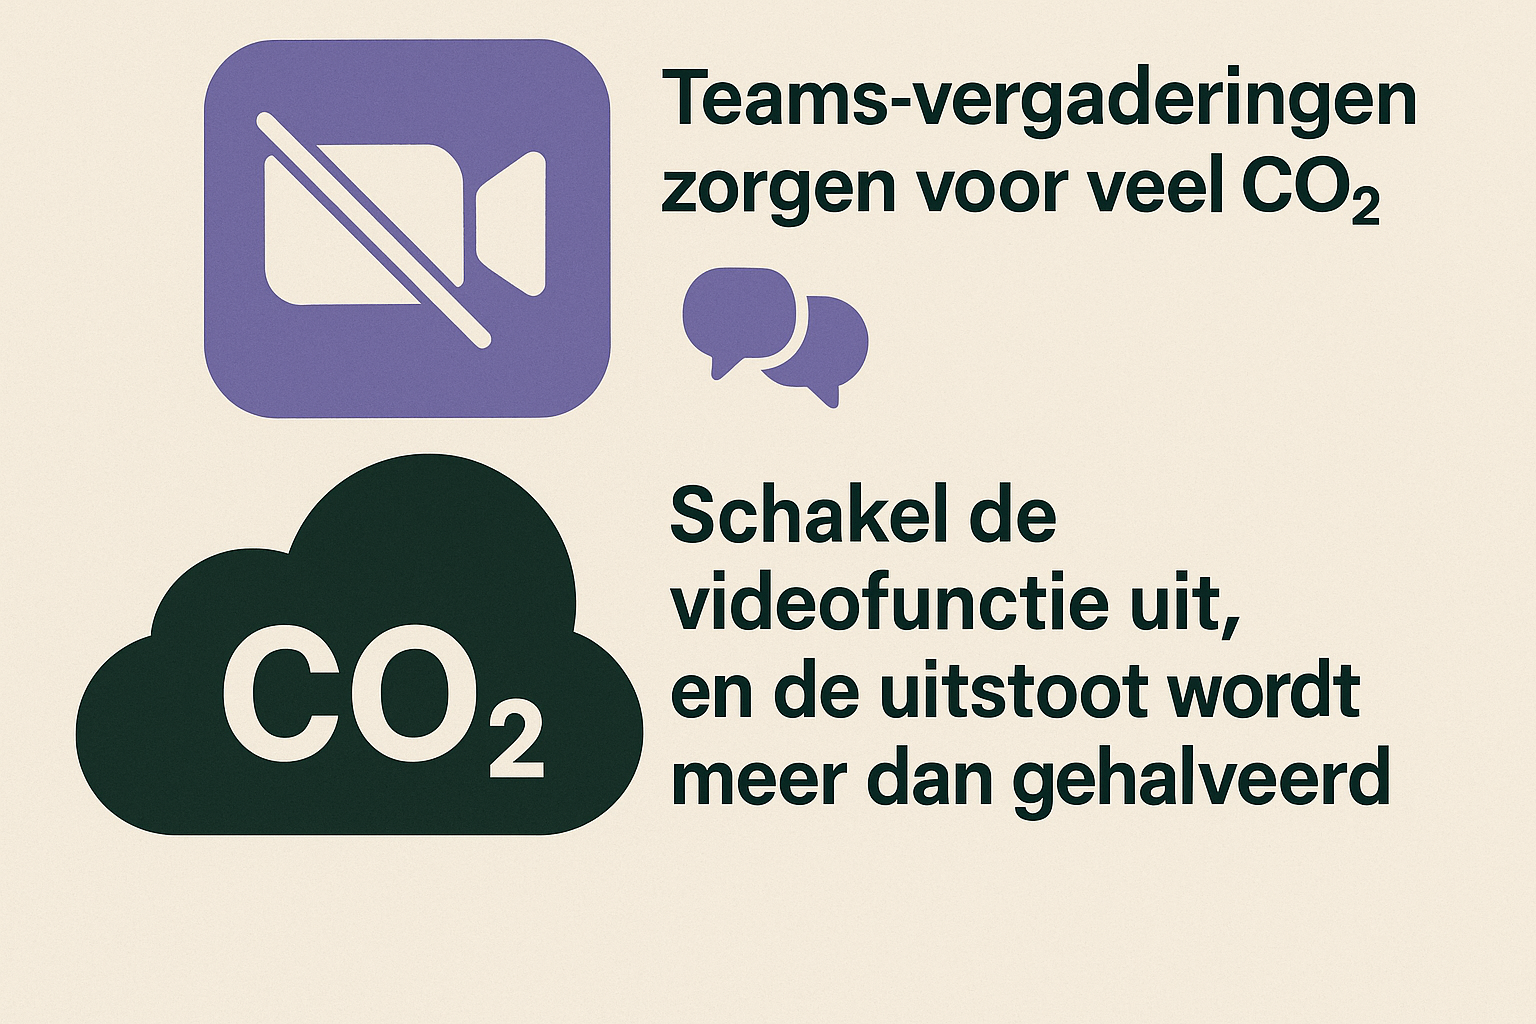 Teams-vergaderingen
zorgen voor veel CO₂
Schakel de
videofunctie uit,
en de uitstoot wordt
meer dan gehalveerd
CO₂